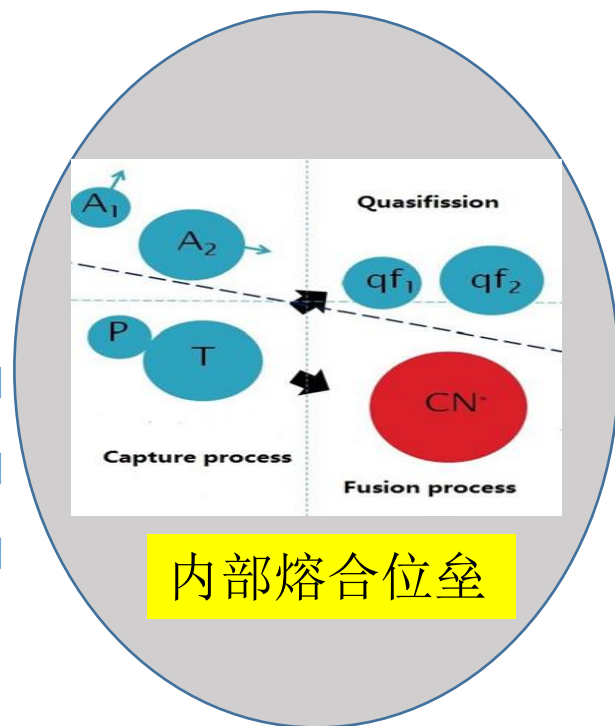 A₁
A₂
Quasifission
qf₁
qf₂
P
T
CN*
Capture process
Fusion process
内部熔合位垒